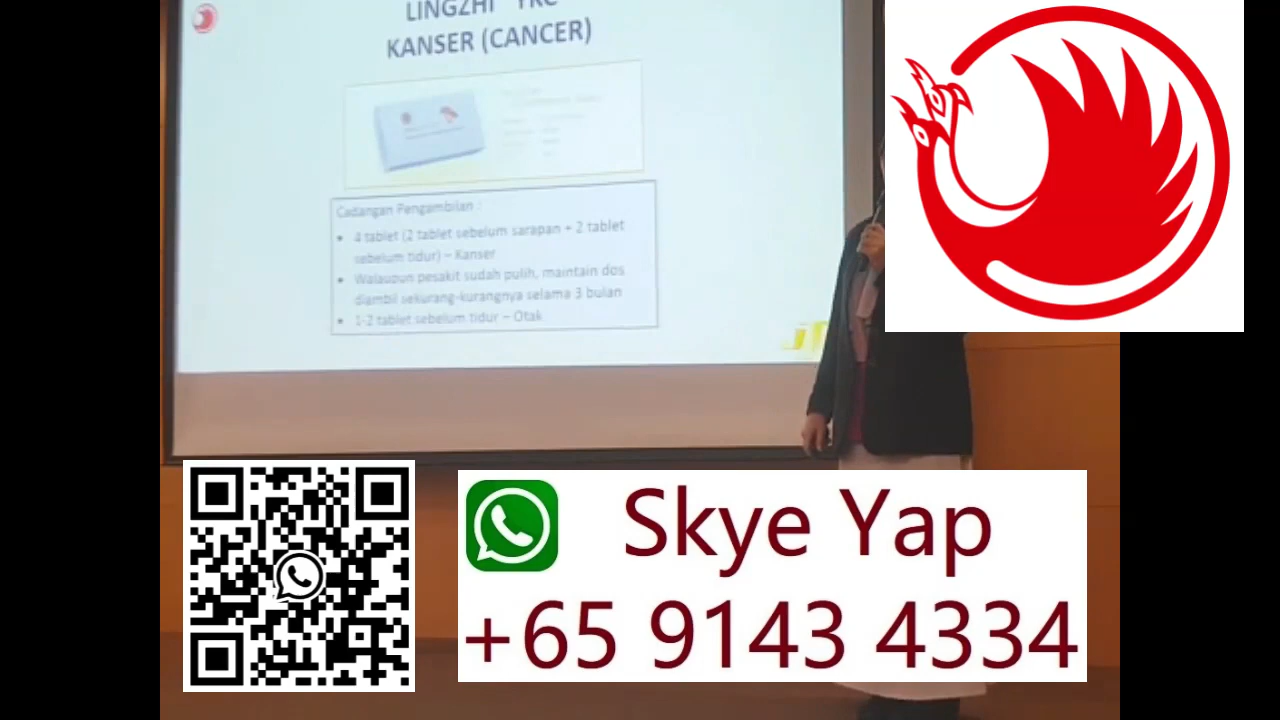 LINGZHI YKC
KANSER (CANCER)
Cadangan Pengambilan :
• 4 tablet (2 tablet sebelum sarapan + 2 tablet
sebelum tidur) – Kanser
• Walaupun pesakit sudah pulih, maintain dos
diambil sekurang-kurangnya selama 3 bulan
• 1-2 tablet sebelum tidur – Otak
Skye Yap
+65 9143 4334